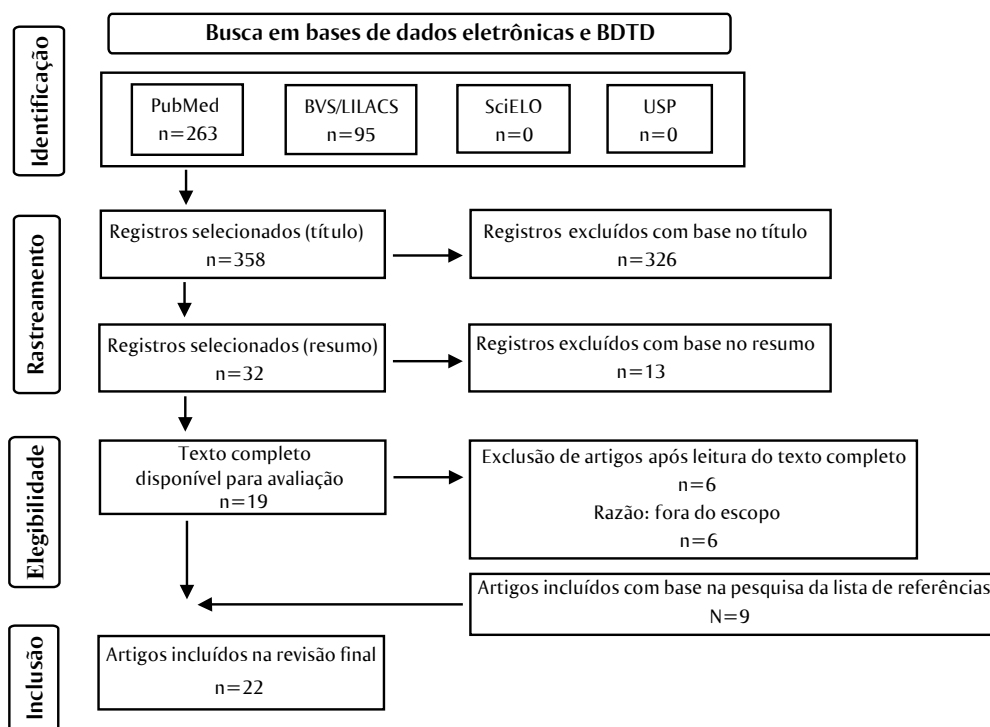 Busca em bases de dados eletrônicas e BDTD
Identificação
PubMed
n=263
BVS/LILACS
n=95
SciELO
n=0
USP
n=0
Rastreamento
Registros selecionados (título)
n=358
Registros excluídos com base no título
n=326
Registros selecionados (resumo)
n=32
Registros excluídos com base no resumo
n=13
Elegibilidade
Texto completo
disponível para avaliação
n=19
Exclusão de artigos após leitura do texto completo
n=6
Razão: fora do escopo
n=6
Artigos incluídos com base na pesquisa da lista de referências
N=9
Inclusão
Artigos incluídos na revisão final
n=22